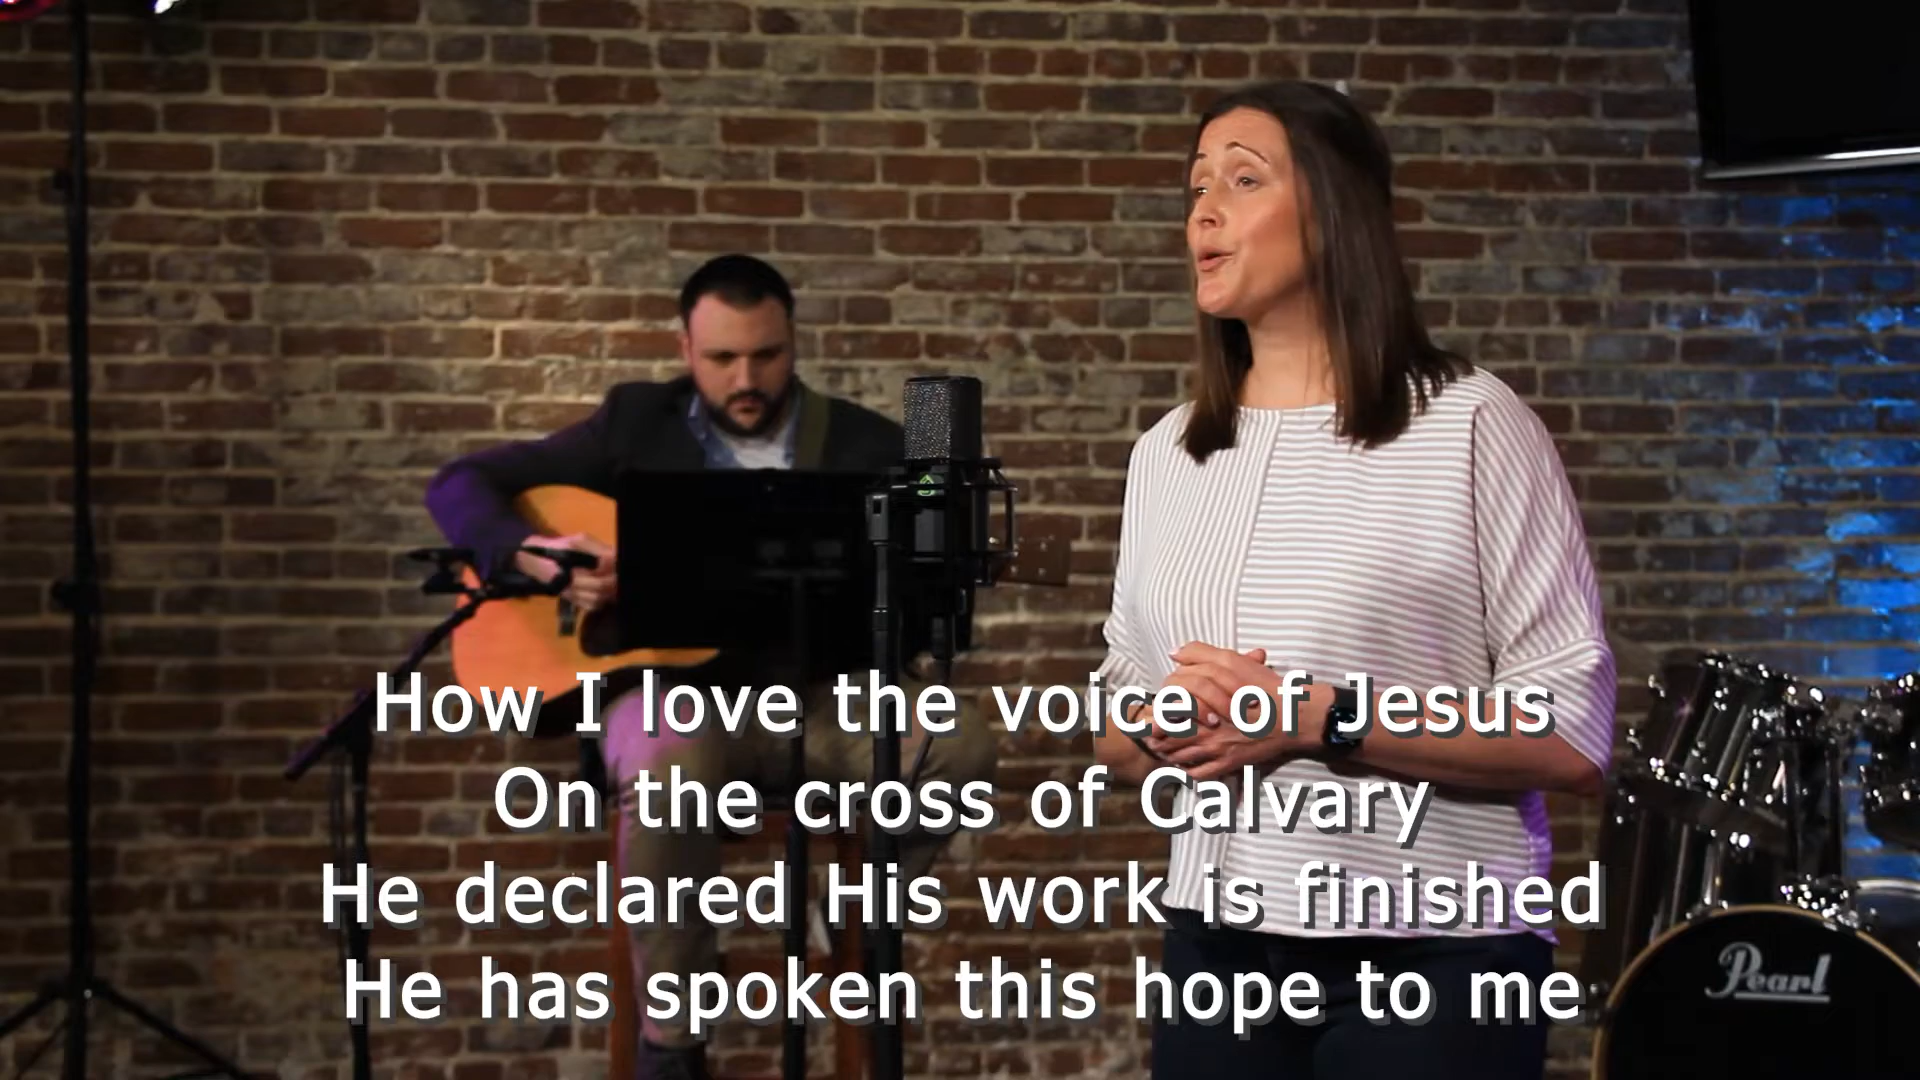 How I love the voice of Jesus
On the cross of Calvary
He declared His work is finished
He has spoken this hope to me
Pearl